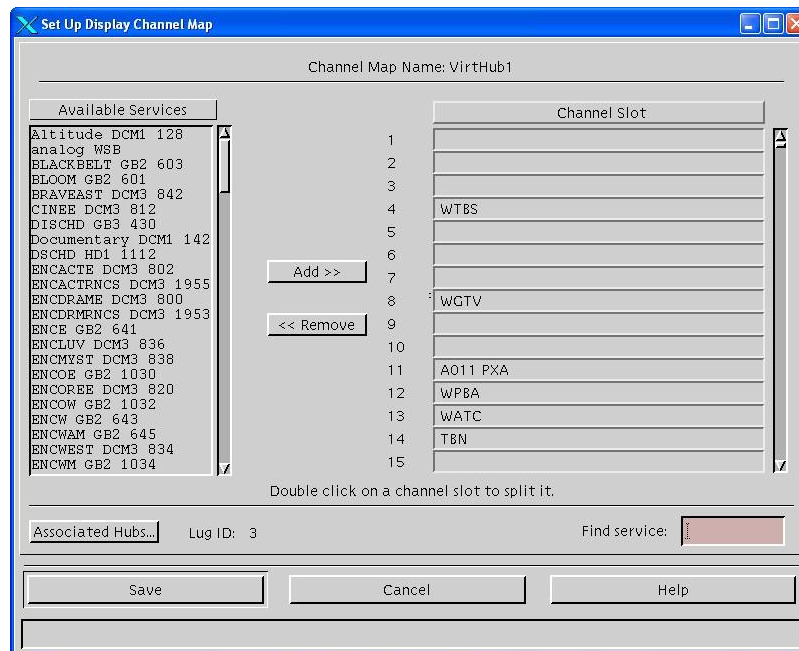 Set Up Display Channel Map
Channel Map Name: VirtHub1
Available Services
Altitude DCM1 128
analog WSB
BLACKBELT GB2 603
BLOOM GB2 601
BRAVEAST DCM3 842
CINEE DCM3 812
DISCHD GB3 430
Documentary DCM1 142
DSCHD HD1 1112
ENCACTE DCM3 802
ENCACTRNCS DCM3 1955
ENCDRAME DCM3 800
ENCDRMRNCS DCM3 1953
ENCE GB2 641
ENCLUV DCM3 836
ENCMYST DCM3 838
ENCOE GB2 1030
ENCOREE DCM3 820
ENCOW GB2 1032
ENCW GB2 643
ENCWAM GB2 645
ENCWEST DCM3 834
ENCWM GB2 1034
Add >>
<< Remove
Channel Slot
1
2
3
4 WTBS
5
6
7
8 WGTV
9
10
11 A011 PXA
12 WPBA
13 WATC
14 TBN
15
Double click on a channel slot to split it.
Associated Hubs...
Lug ID: 3
Find service:
Save
Cancel
Help